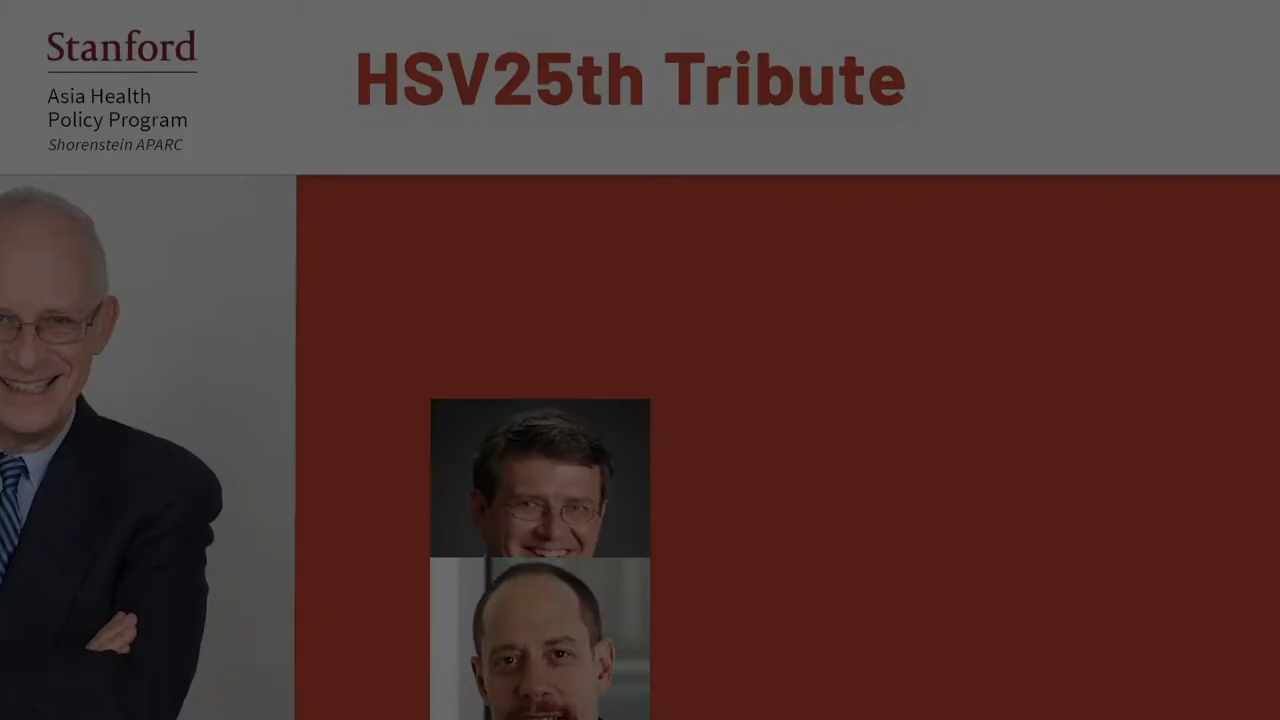 Stanford
HSV25th Tribute
Asia Health
Policy Program
Shorenstein APARC